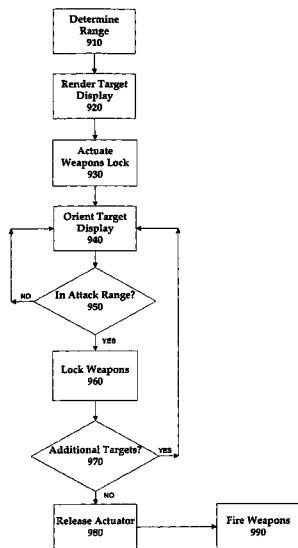 Determine
Range
910
Render Target
Display
920
Actuate
Weapons Lock
930
Orient Target
Display
940
In Attack Range?
950
NO
YES
Lock Weapons
960
Additional Targets?
970
YES
NO
Release Actuator
980
Fire Weapons
990